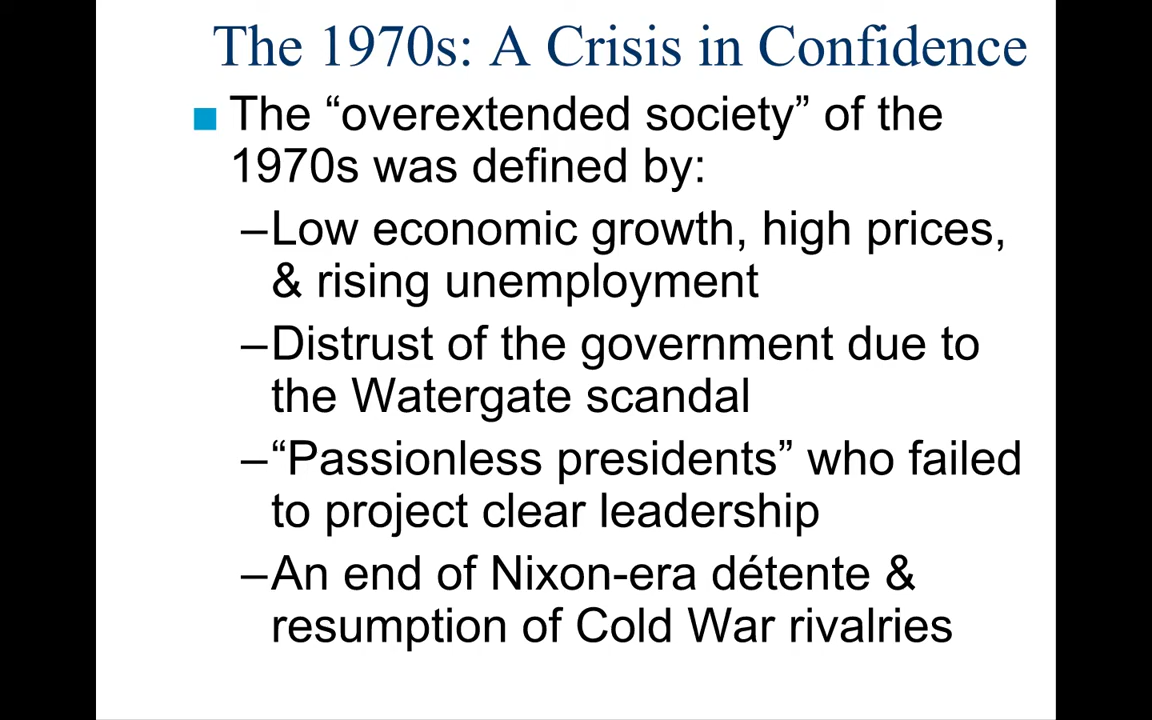 The 1970s: A Crisis in Confidence
The “overextended society” of the
1970s was defined by:
–Low economic growth, high prices,
& rising unemployment
–Distrust of the government due to
the Watergate scandal
–“Passionless presidents” who failed
to project clear leadership
–An end of Nixon-era détente &
resumption of Cold War rivalries